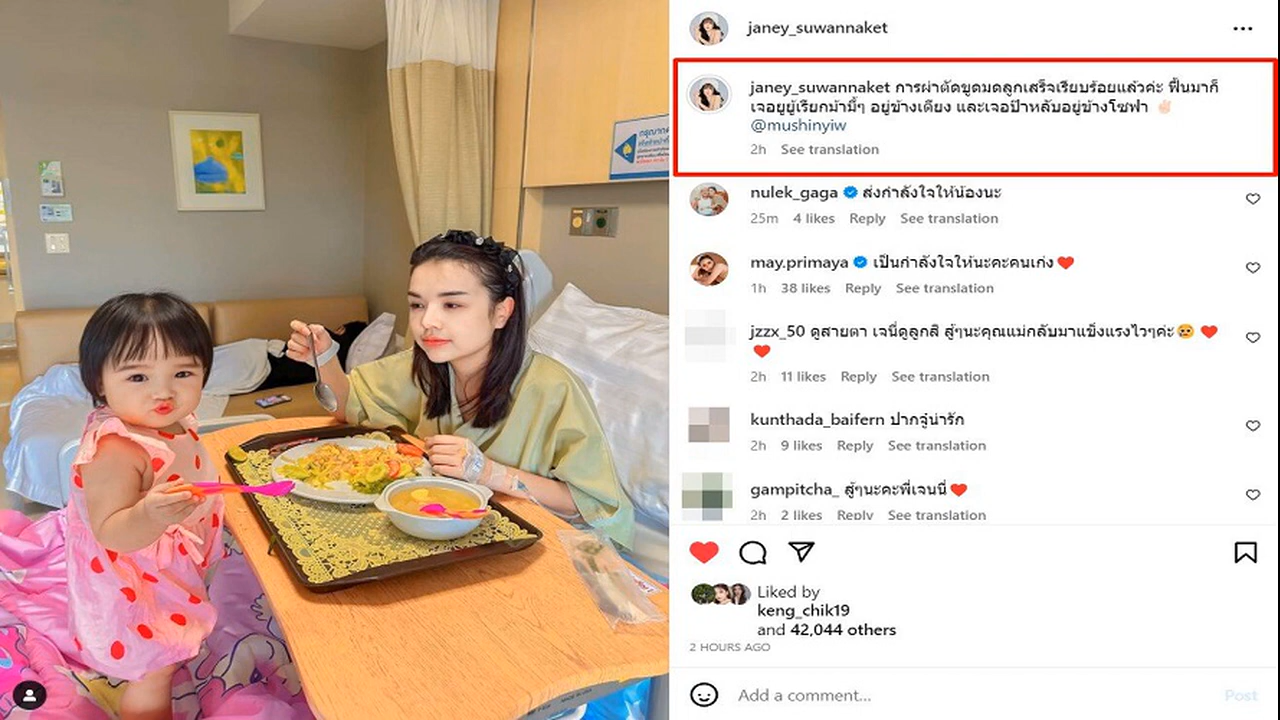 janey_suwannaket
janey_suwannaket การผ่าตัดขูดมดลูกเสร็จเรียบร้อยแล้วค่ะ ฟื้นมาก็
เจอยูยู้เรียกม้ามี้ๆ อยู่ข้างเตียง และเจอป๊าหลับอยู่ข้างโซฟา ✌🏻
@mushinyiw
2h See translation
nulek_gaga ส่งกำลังใจให้น้องนะ
25m 4 likes Reply See translation
may.primaya เป็นกำลังใจให้นะคะคนเก่ง ❤️
1h 38 likes Reply See translation
jzzx_50 ดูสายตา เจนี่ดูลูกสิ สู้ๆนะคุณแม่กลับมาแข็งแรงไวๆค่ะ 😢 ❤️
❤️
2h 11 likes Reply See translation
kunthada_baifern ปากจู๋น่ารัก
2h 9 likes Reply See translation
gampitcha_ สู้ๆนะคะพี่เจนนี่ ❤️
2h 2 likes Reply See translation
Liked by
keng_chik19
and 42,044 others
2 HOURS AGO
Add a comment...
Post